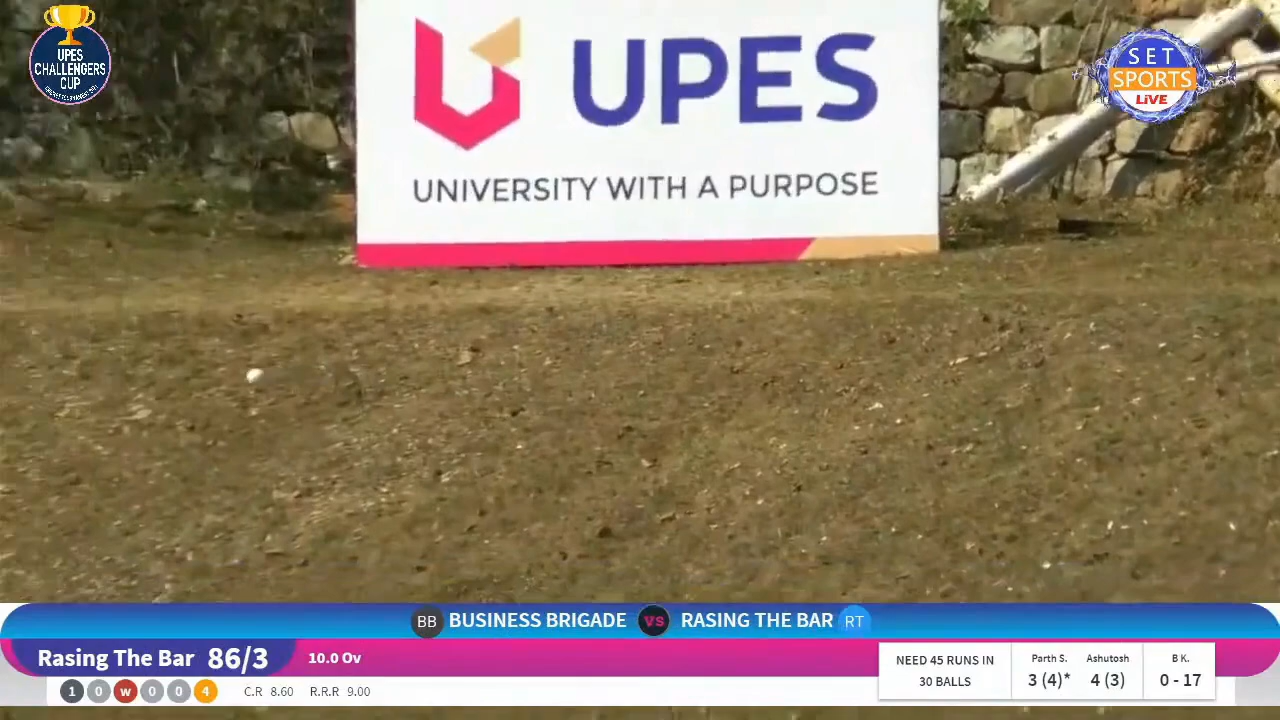 UPES
CHALLENGERS
CUP
UPES
UNIVERSITY WITH A PURPOSE
SET
SPORTS
LIVE
BB BUSINESS BRIGADE VS RASING THE BAR RT
Rasing The Bar 86/3 10.0 Ov
1 0 w 0 0 4 C.R 8.60 R.R.R 9.00
NEED 45 RUNS IN
30 BALLS
Parth S. Ashutosh B K.
3 (4)* 4 (3) 0 - 17